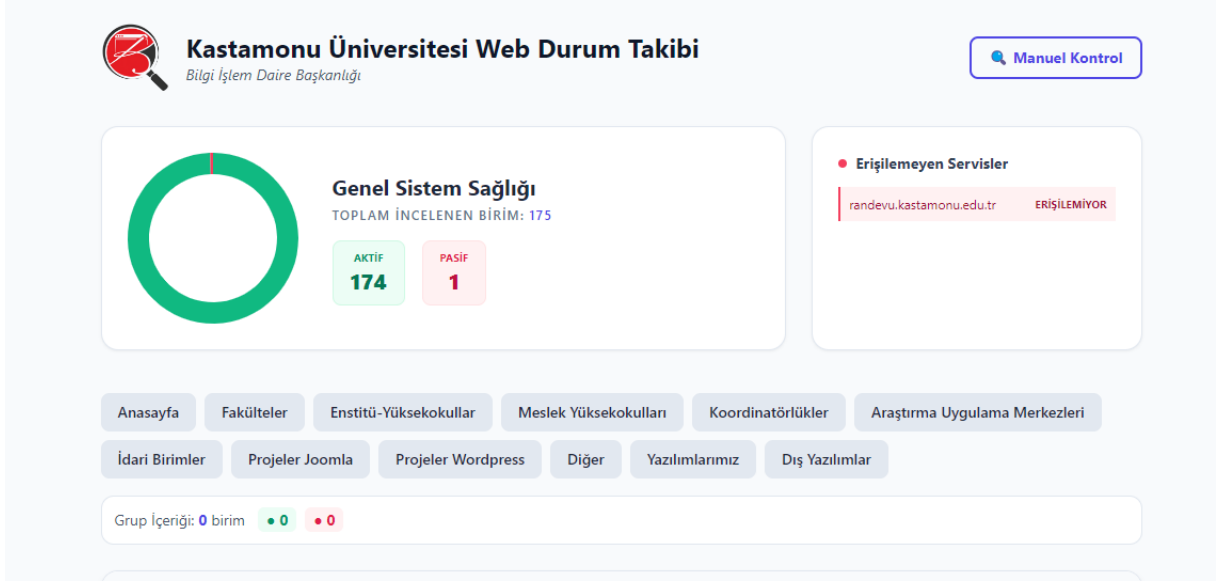 Kastamonu Üniversitesi Web Durum Takibi
Bilgi İşlem Daire Başkanlığı
Manuel Kontrol
Genel Sistem Sağlığı
TOPLAM İNCELENEN BİRİM: 175
AKTİF
174
PASİF
1
Erişilemeyen Servisler
randevu.kastamonu.edu.tr ERİŞİLEMİYOR
Anasayfa Fakülteler Enstitü-Yüksekokullar Meslek Yüksekokulları Koordinatörlükler Araştırma Uygulama Merkezleri
İdari Birimler Projeler Joomla Projeler Wordpress Diğer Yazılımlarımız Dış Yazılımlar
Grup İçeriği: 0 birim ● 0 ● 0